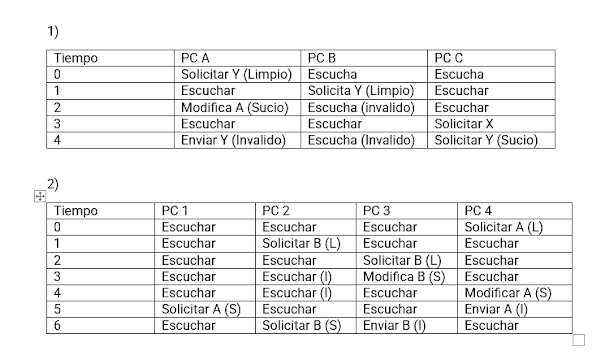 1)
Tiempo PC A PC B PC C
0 Solicitar Y (Limpio) Escucha Escucha
1 Escuchar Solicita Y (Limpio) Escuchar
2 Modifica A (Sucio) Escucha (invalido) Escuchar
3 Escuchar Escuchar Solicitar X
4 Enviar Y (Invalido) Escucha (Invalido) Solicitar Y (Sucio)
2)
Tiempo PC 1 PC 2 PC 3 PC 4
0 Escuchar Escuchar Escuchar Solicitar A (L)
1 Escuchar Solicitar B (L) Escuchar Escuchar
2 Escuchar Escuchar Solicitar B (L) Escuchar
3 Escuchar Escuchar (I) Modifica B (S) Escuchar
4 Escuchar Escuchar (I) Escuchar Modificar A (S)
5 Solicitar A (S) Escuchar Escuchar Enviar A (I)
6 Escuchar Solicitar B (S) Enviar B (I) Escuchar